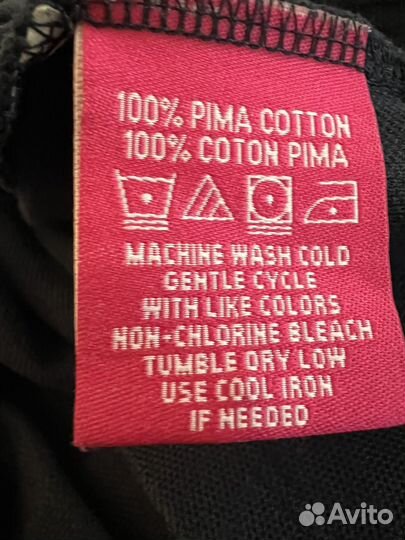 100% PIMA COTTON
100% COTON PIMA
MACHINE WASH COLD
GENTLE CYCLE
WITH LIKE COLORS
NON-CHLORINE BLEACH
TUMBLE DRY LOW
USE COOL IRON
IF NEEDED
Avito